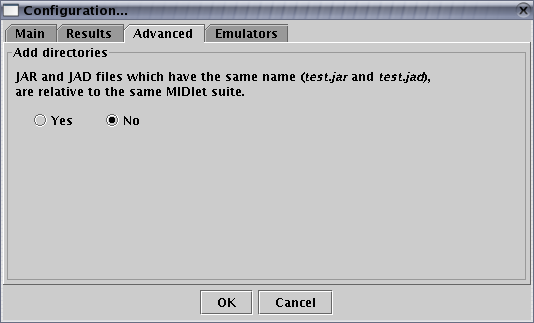 Configuration...
Main Results Advanced Emulators
Add directories
JAR and JAD files which have the same name (test.jar and test.jad),
are relative to the same MIDlet suite.
Yes No
OK Cancel